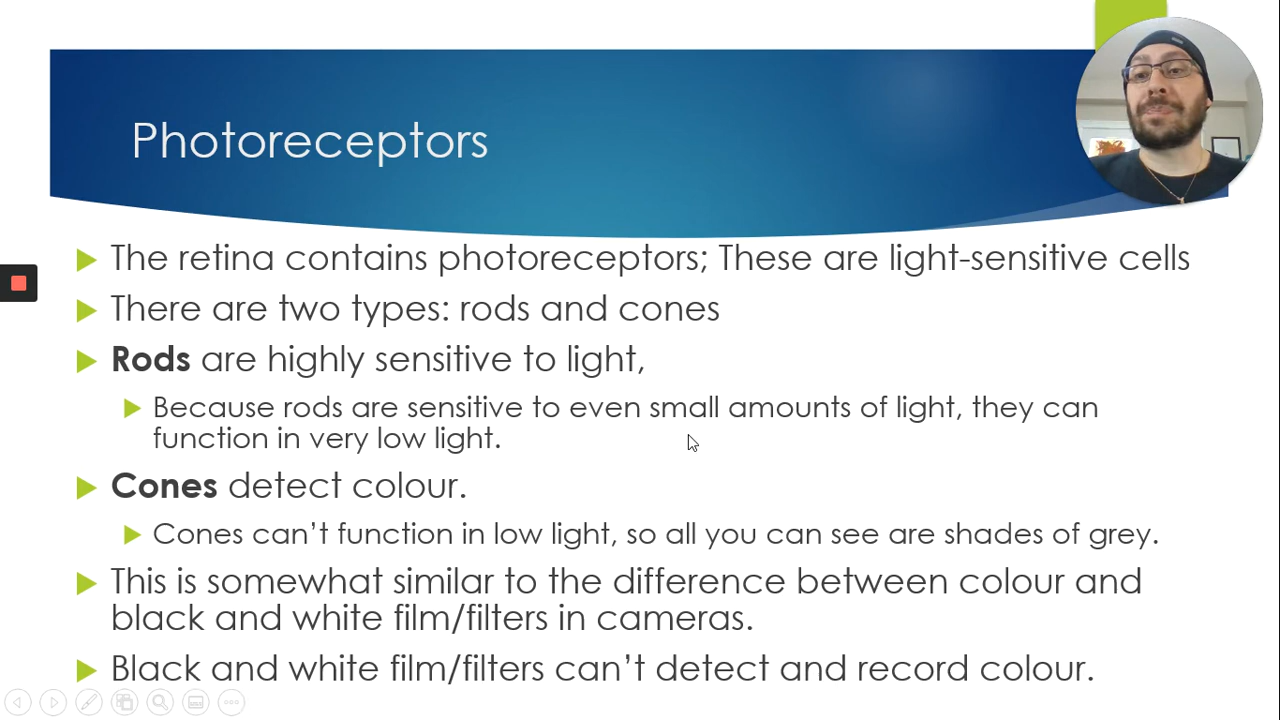 Photoreceptors
The retina contains photoreceptors; These are light-sensitive cells
There are two types: rods and cones
Rods are highly sensitive to light,
Because rods are sensitive to even small amounts of light, they can
function in very low light.
Cones detect colour.
Cones can't function in low light, so all you can see are shades of grey.
This is somewhat similar to the difference between colour and
black and white film/filters in cameras.
Black and white film/filters can't detect and record colour.